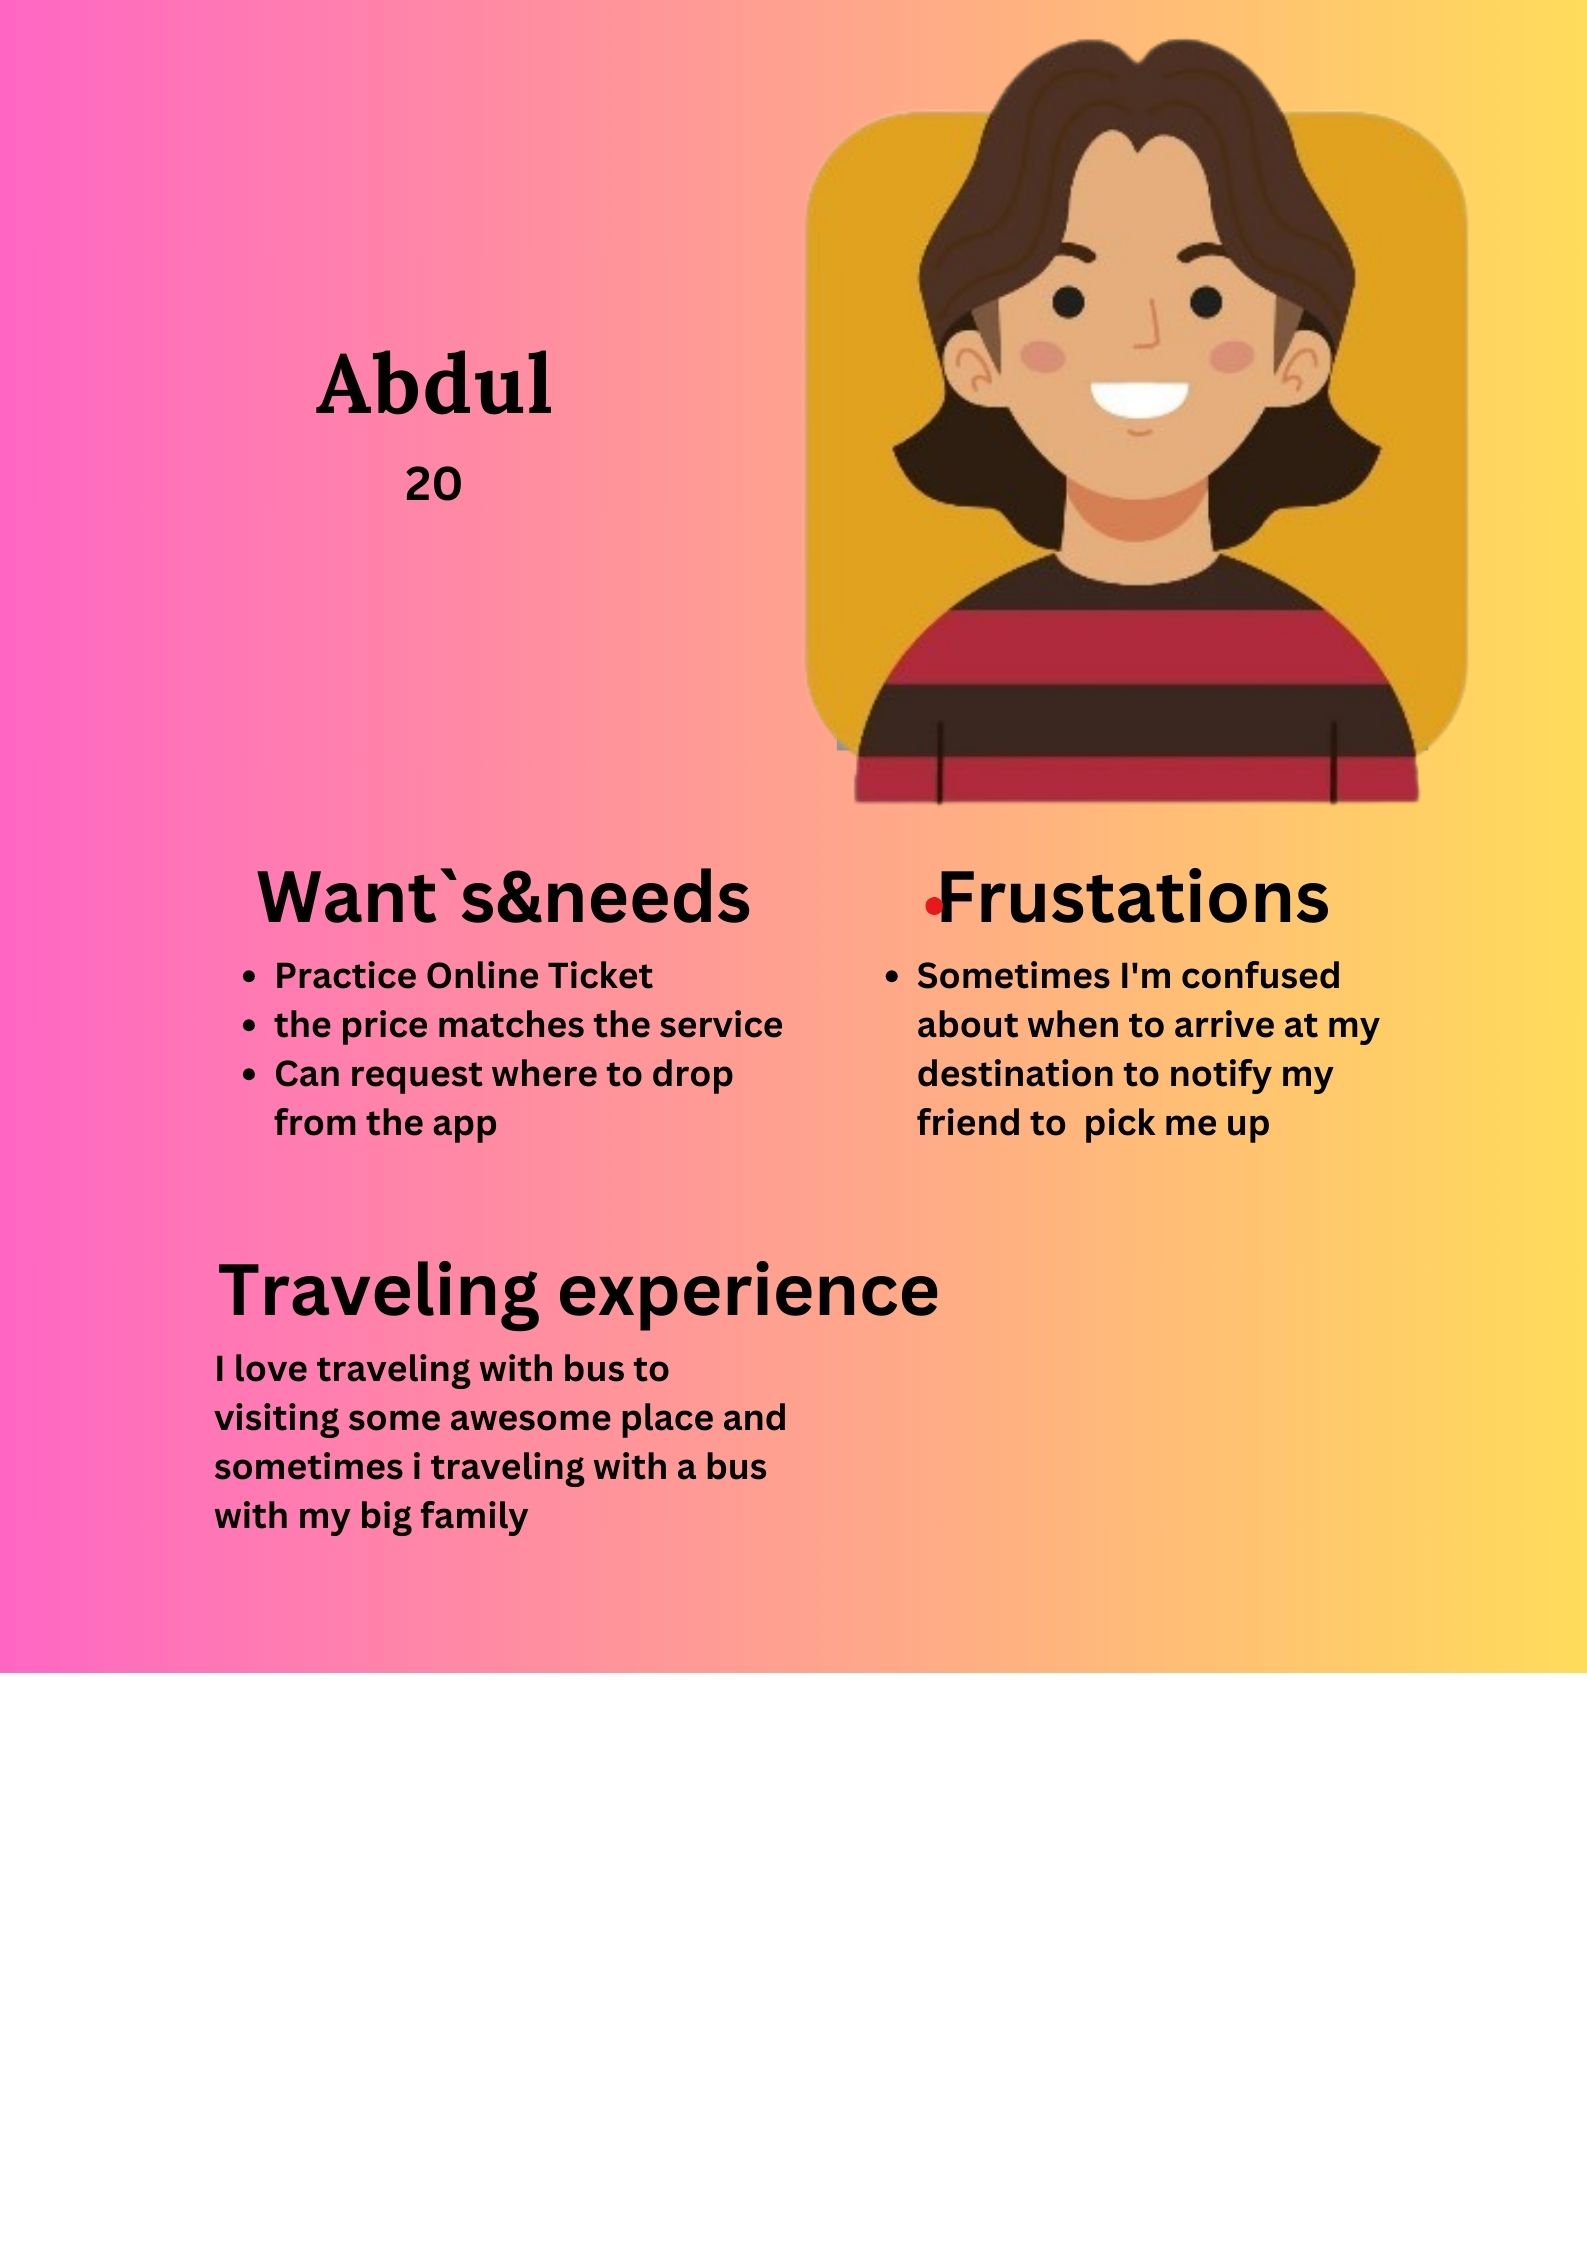 Abdul
20
Want`s&needs
• Practice Online Ticket
• the price matches the service
• Can request where to drop
from the app
Frustations
• Sometimes I'm confused
about when to arrive at my
destination to notify my
friend to  pick me up
Traveling experience
I love traveling with bus to
visiting some awesome place and
sometimes i traveling with a bus
with my big family